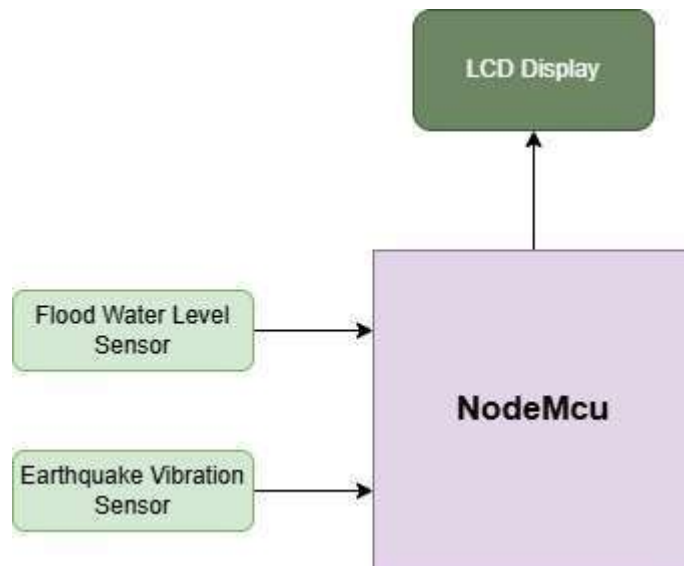 LCD Display
Flood Water Level
Sensor
NodeMcu
Earthquake Vibration
Sensor